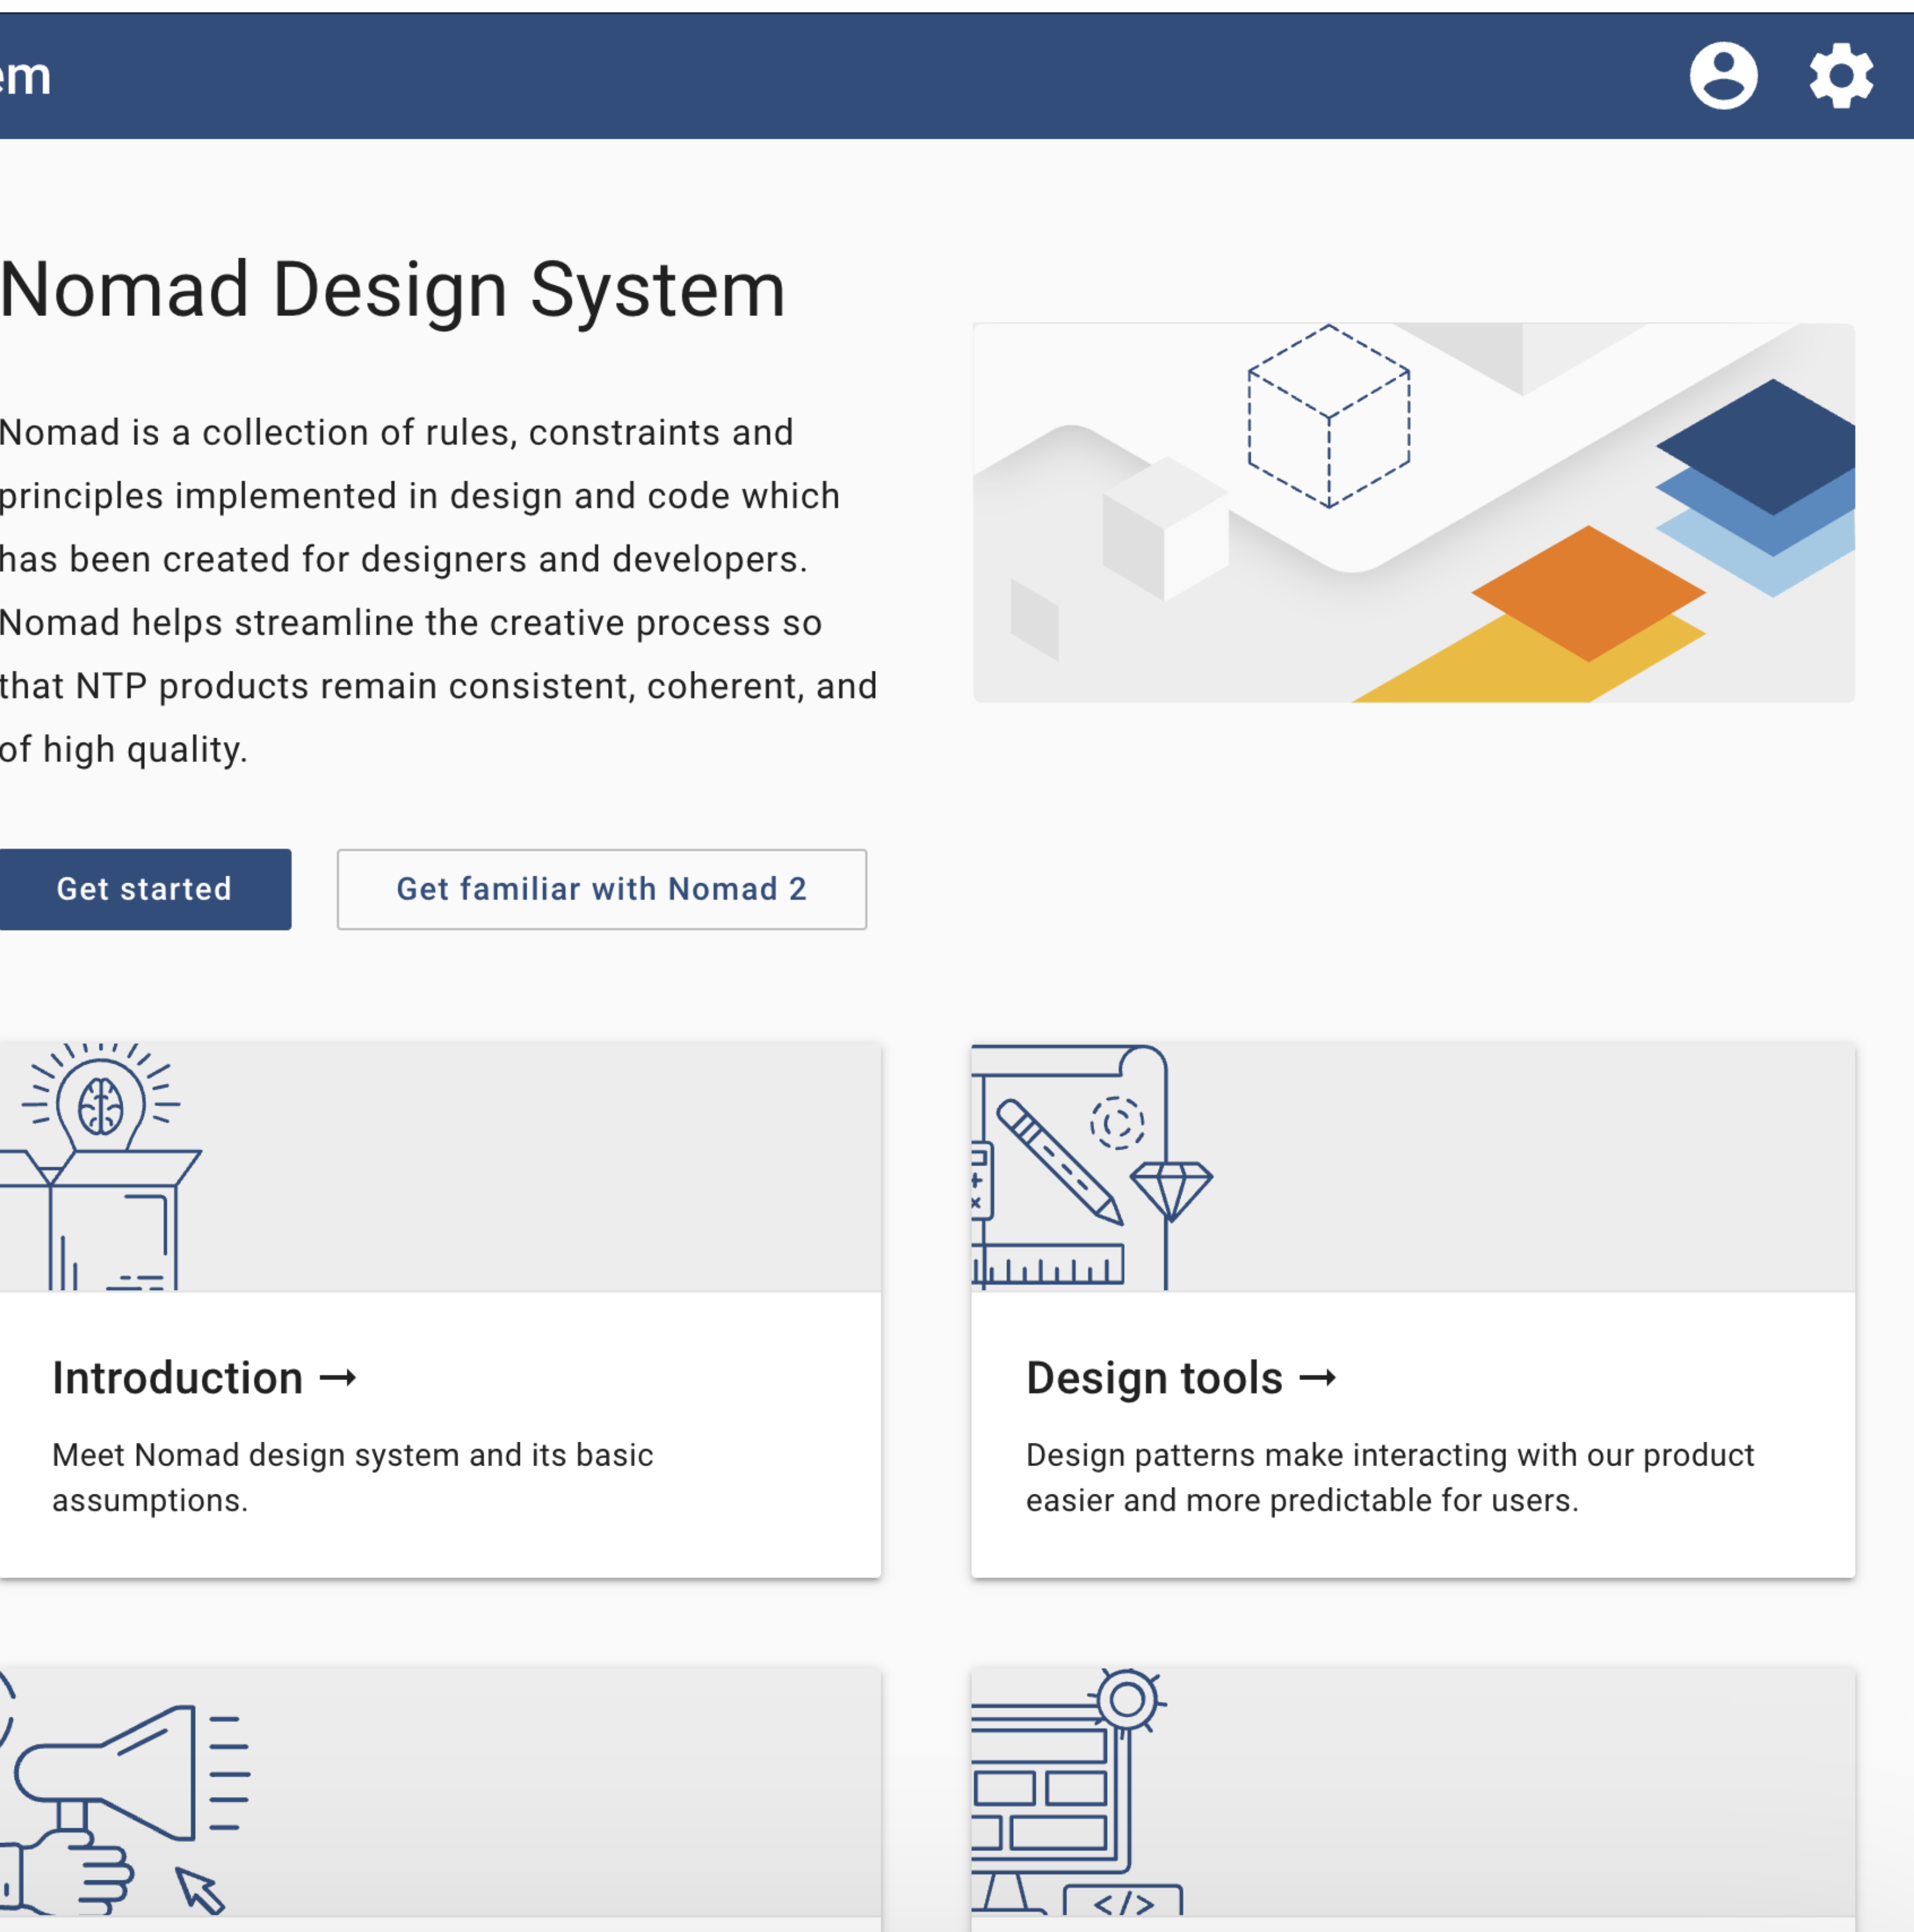 em
Nomad Design System
Nomad is a collection of rules, constraints and
principles implemented in design and code which
has been created for designers and developers.
Nomad helps streamline the creative process so
that NTP products remain consistent, coherent, and
of high quality.
Get started
Get familiar with Nomad 2
Introduction →
Meet Nomad design system and its basic
assumptions.
Design tools →
Design patterns make interacting with our product
easier and more predictable for users.
</>